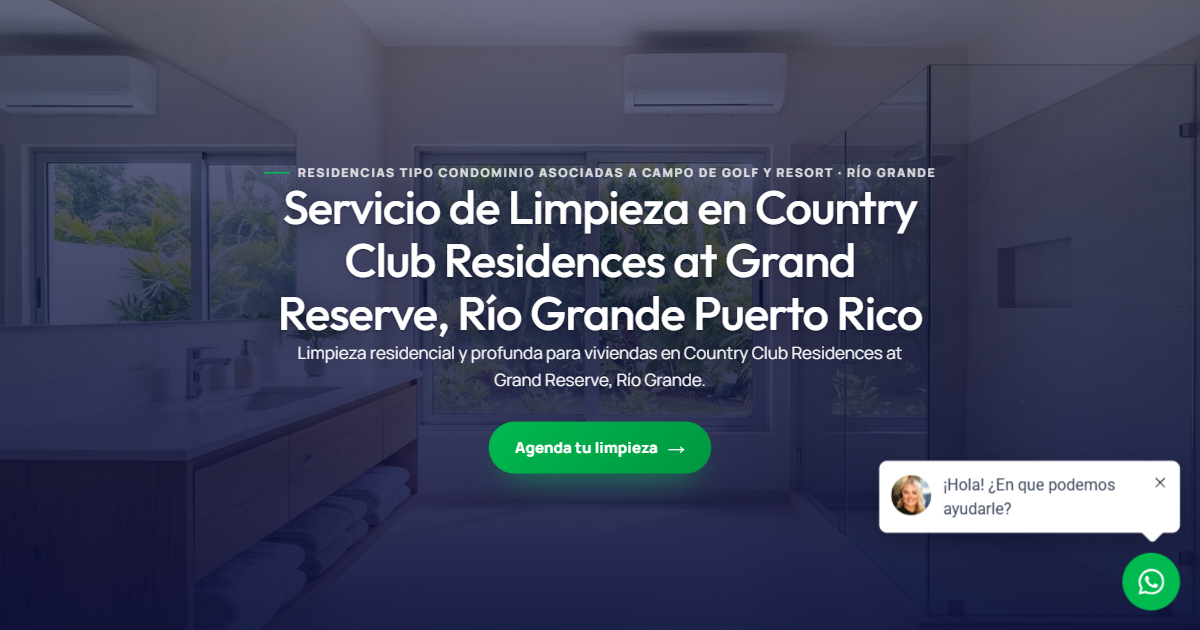 RESIDENCIAS TIPO CONDOMINIO ASOCIADAS A CAMPO DE GOLF Y RESORT · RÍO GRANDE
Servicio de Limpieza en Country
Club Residences at Grand
Reserve, Río Grande Puerto Rico
Limpieza residencial y profunda para viviendas en Country Club Residences at
Grand Reserve, Río Grande.
Agenda tu limpieza →
¡Hola! ¿En que podemos
ayudarle?